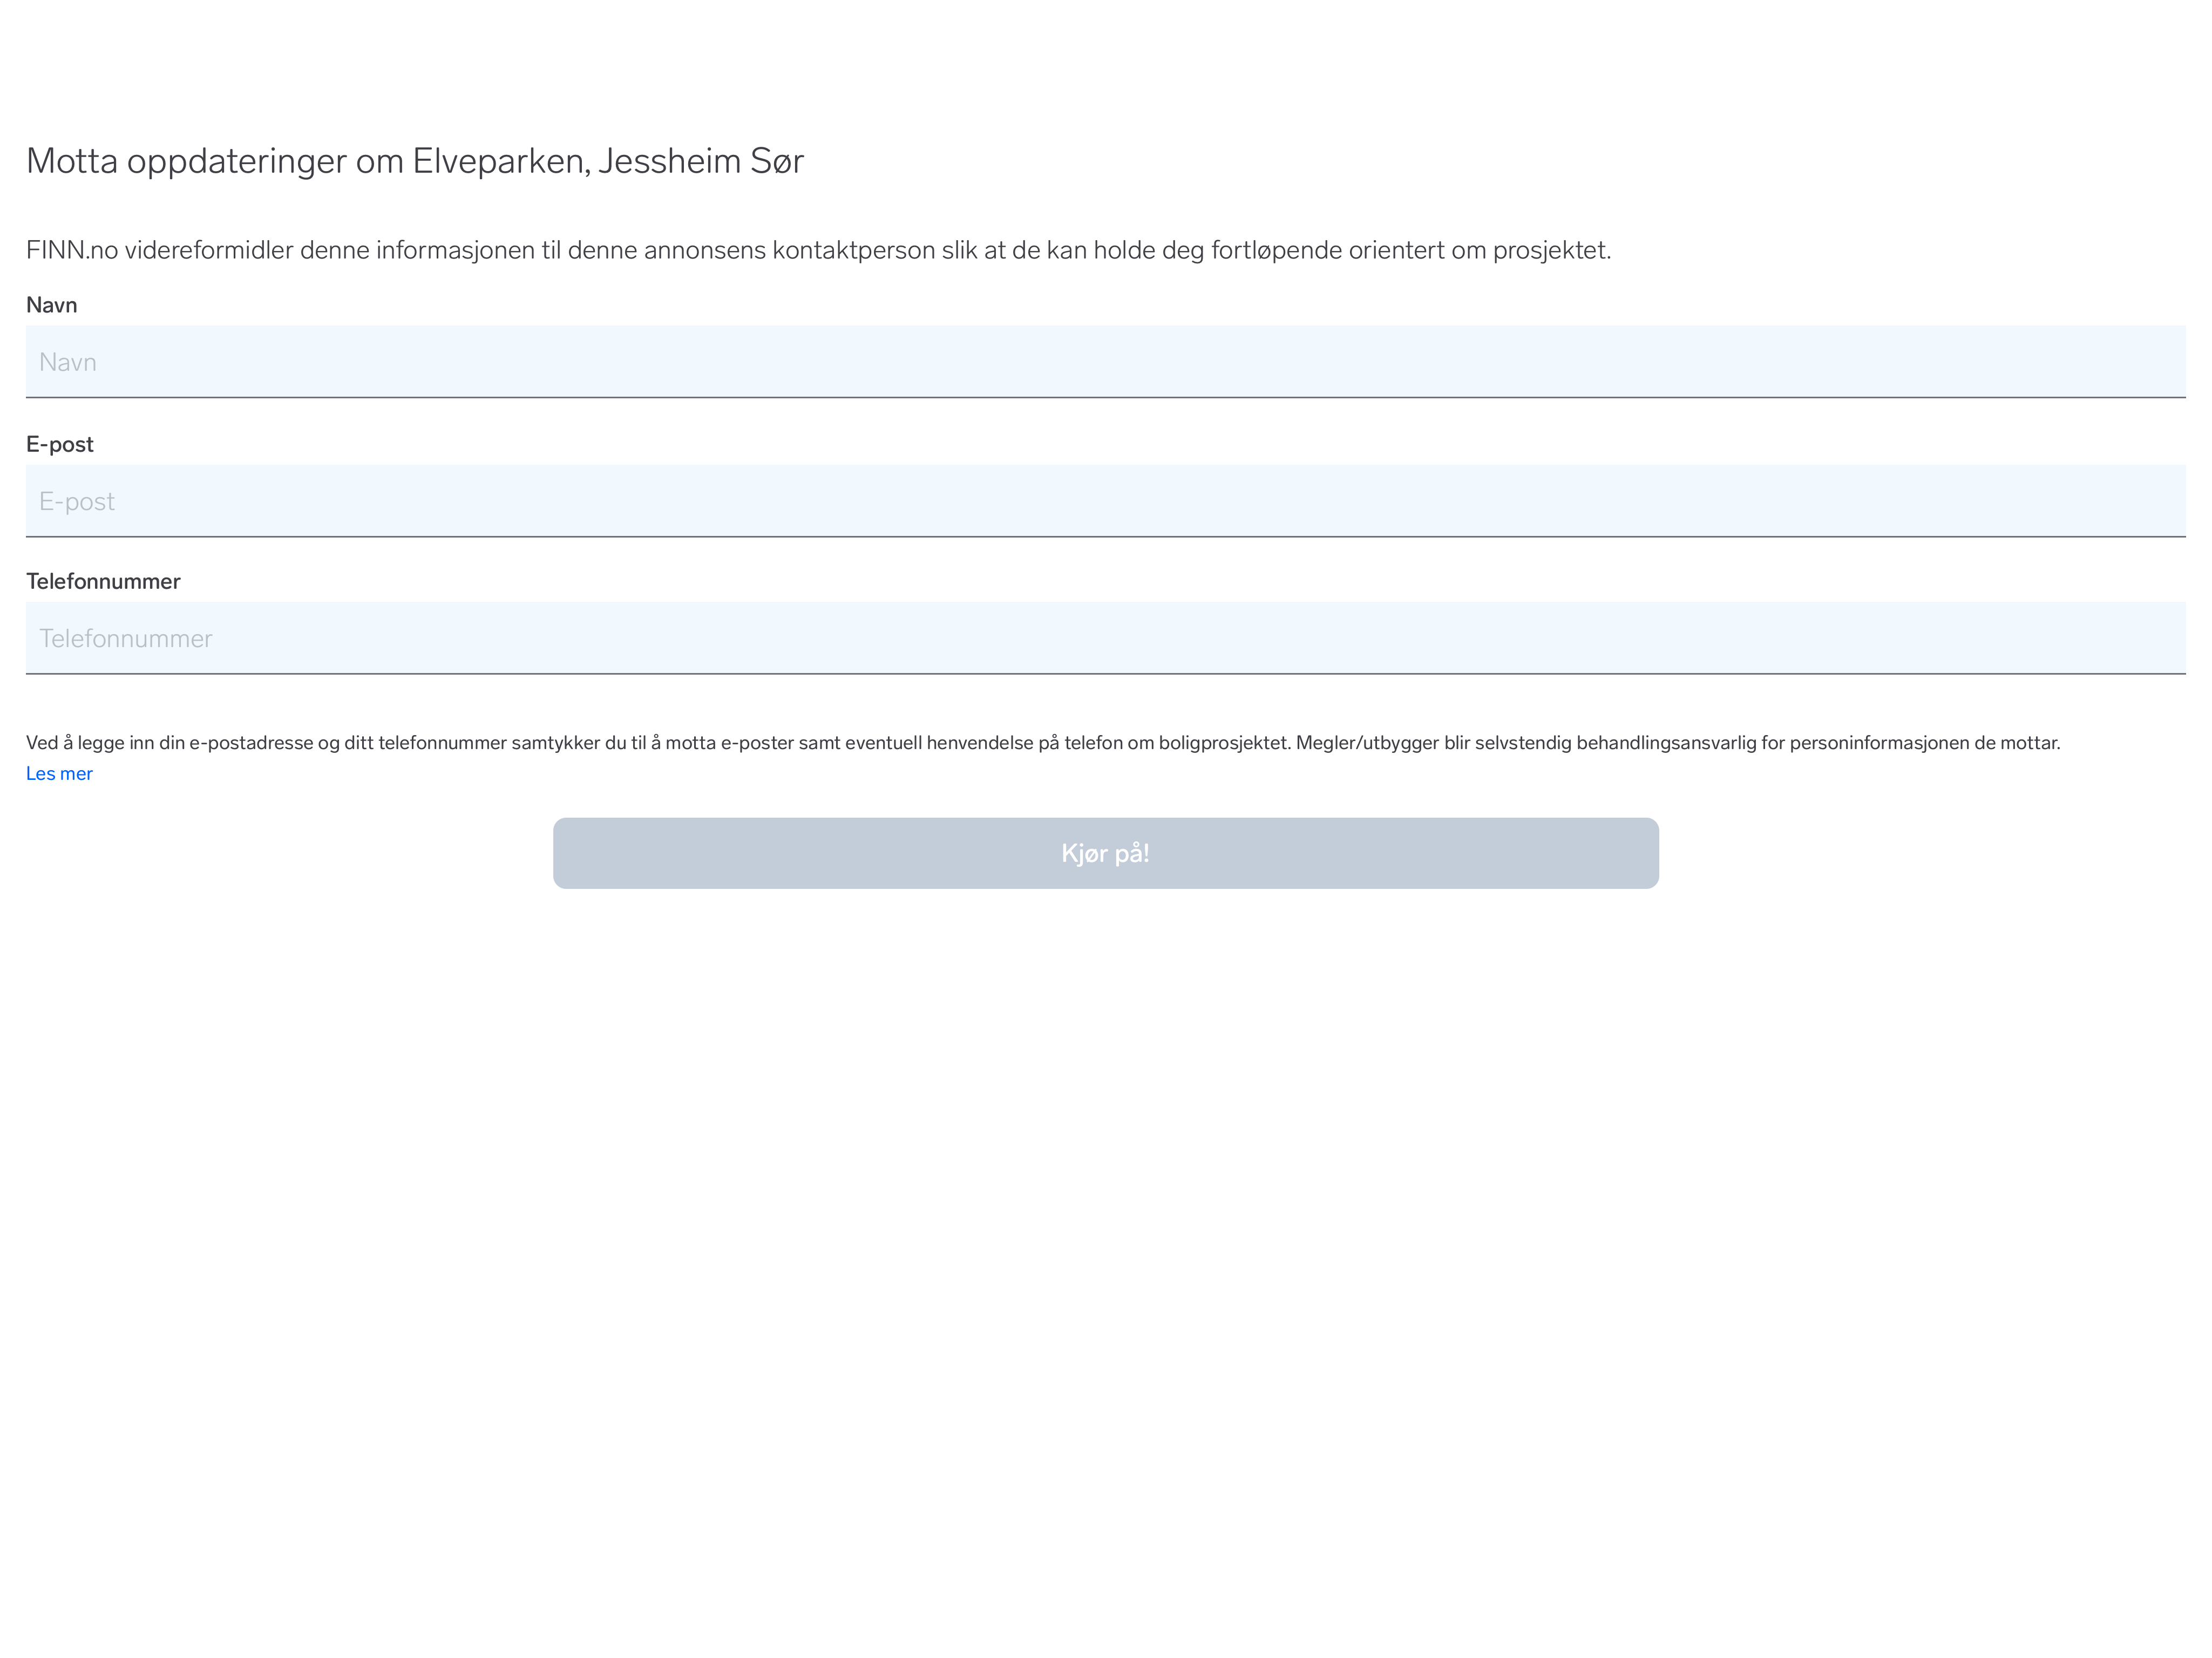 Motta oppdateringer om Elveparken, Jessheim Sør
FINN.no videreformidler denne informasjonen til denne annonsens kontaktperson slik at de kan holde deg fortløpende orientert om prosjektet.
Navn
Navn
E-post
E-post
Telefonnummer
Telefonnummer
Ved å legge inn din e-postadresse og ditt telefonnummer samtykker du til å motta e-poster samt eventuell henvendelse på telefon om boligprosjektet. Megler/utbygger blir selvstendig behandlingsansvarlig for personinformasjonen de mottar.
Les mer
Kjør på!